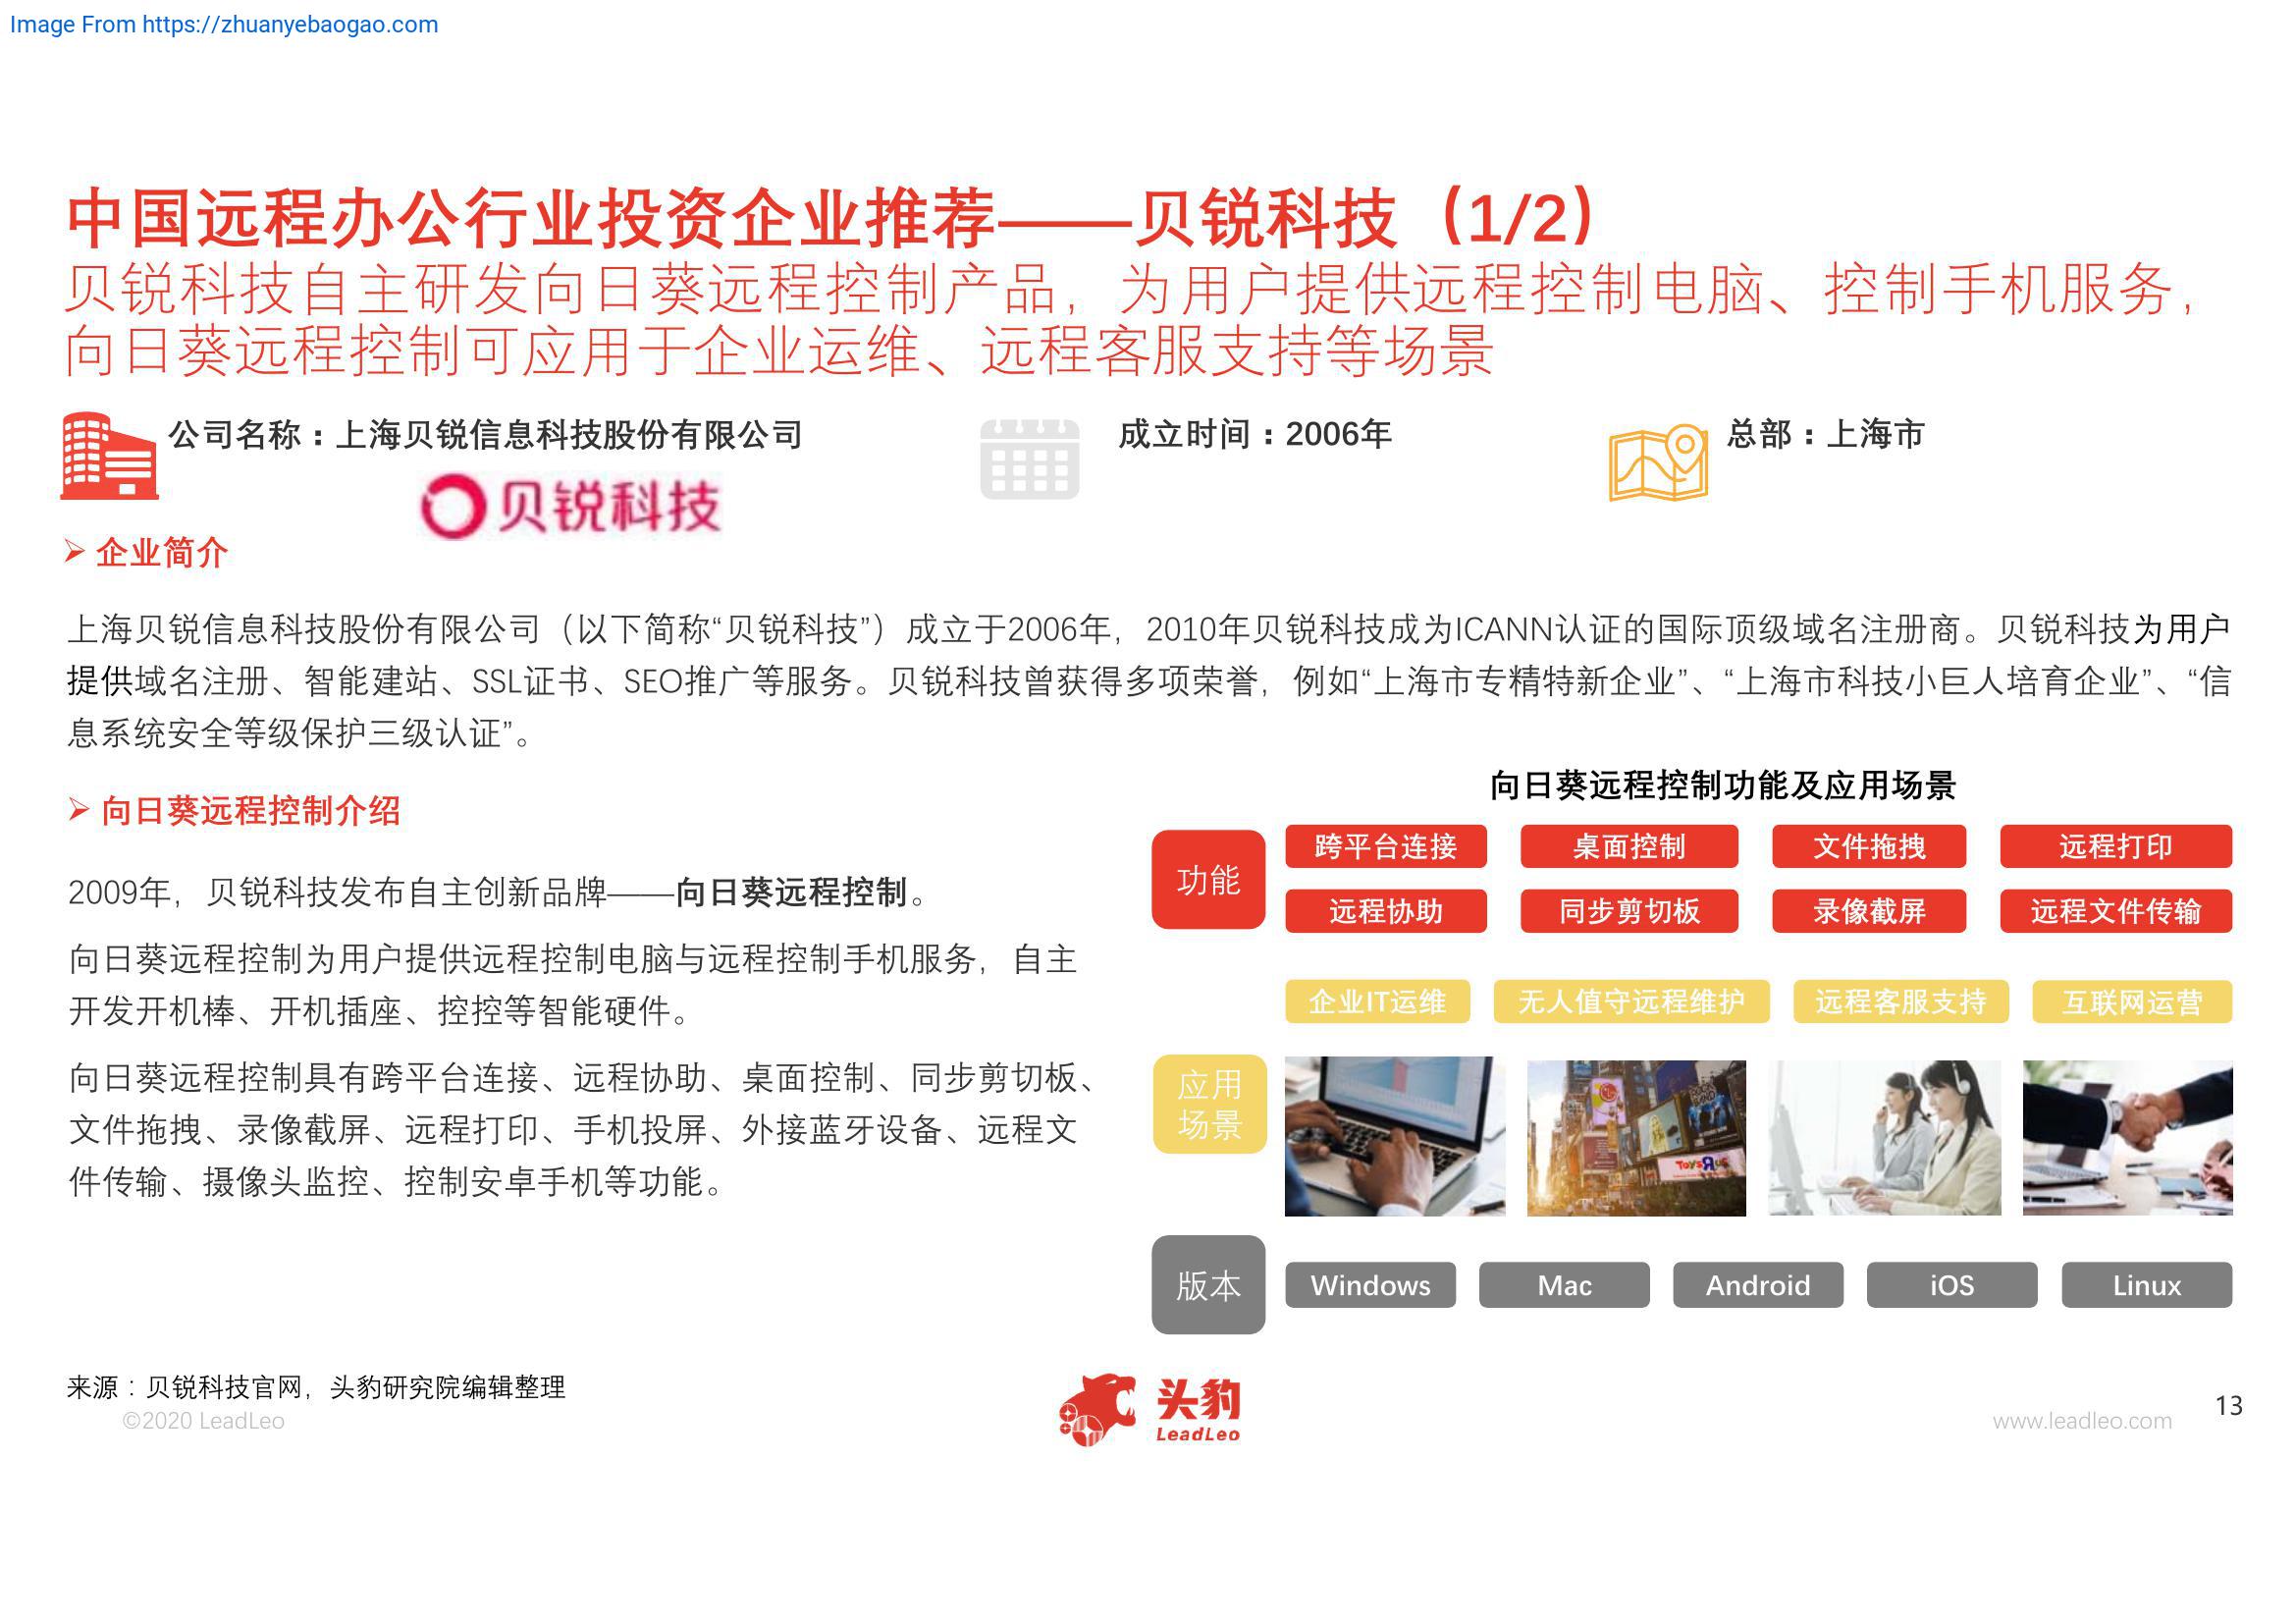 Image From https://zhuanyebaogao.com
中国远程办公行业投资企业推荐——贝锐科技（1/2）
贝锐科技自主研发向日葵远程控制产品，为用户提供远程控制电脑、控制手机服务，
向日葵远程控制可应用于企业运维、远程客服支持等场景
公司名称：上海贝锐信息科技股份有限公司
成立时间：2006年
总部：上海市
贝锐科技
企业简介
上海贝锐信息科技股份有限公司（以下简称“贝锐科技”）成立于2006年，2010年贝锐科技成为ICANN认证的国际顶级域名注册商。贝锐科技为用户
提供域名注册、智能建站、SSL证书、SEO推广等服务。贝锐科技曾获得多项荣誉，例如“上海市专精特新企业”、“上海市科技小巨人培育企业”、“信
息系统安全等级保护三级认证”。
向日葵远程控制介绍
2009年，贝锐科技发布自主创新品牌——向日葵远程控制。
向日葵远程控制为用户提供远程控制电脑与远程控制手机服务，自主
开发开机棒、开机插座、控控等智能硬件。
向日葵远程控制具有跨平台连接、远程协助、桌面控制、同步剪切板、
文件拖拽、录像截屏、远程打印、手机投屏、外接蓝牙设备、远程文
件传输、摄像头监控、控制安卓手机等功能。
向日葵远程控制功能及应用场景
功能
跨平台连接
桌面控制
文件拖拽
远程打印
远程协助
同步剪切板
录像截屏
远程文件传输
企业IT运维
无人值守远程维护
远程客服支持
互联网运营
应用
场景
ToysRus
版本
Windows
Mac
Android
iOS
Linux
来源：贝锐科技官网，头豹研究院编辑整理
©2020 LeadLeo
头豹
LeadLeo
www.leadleo.com
13